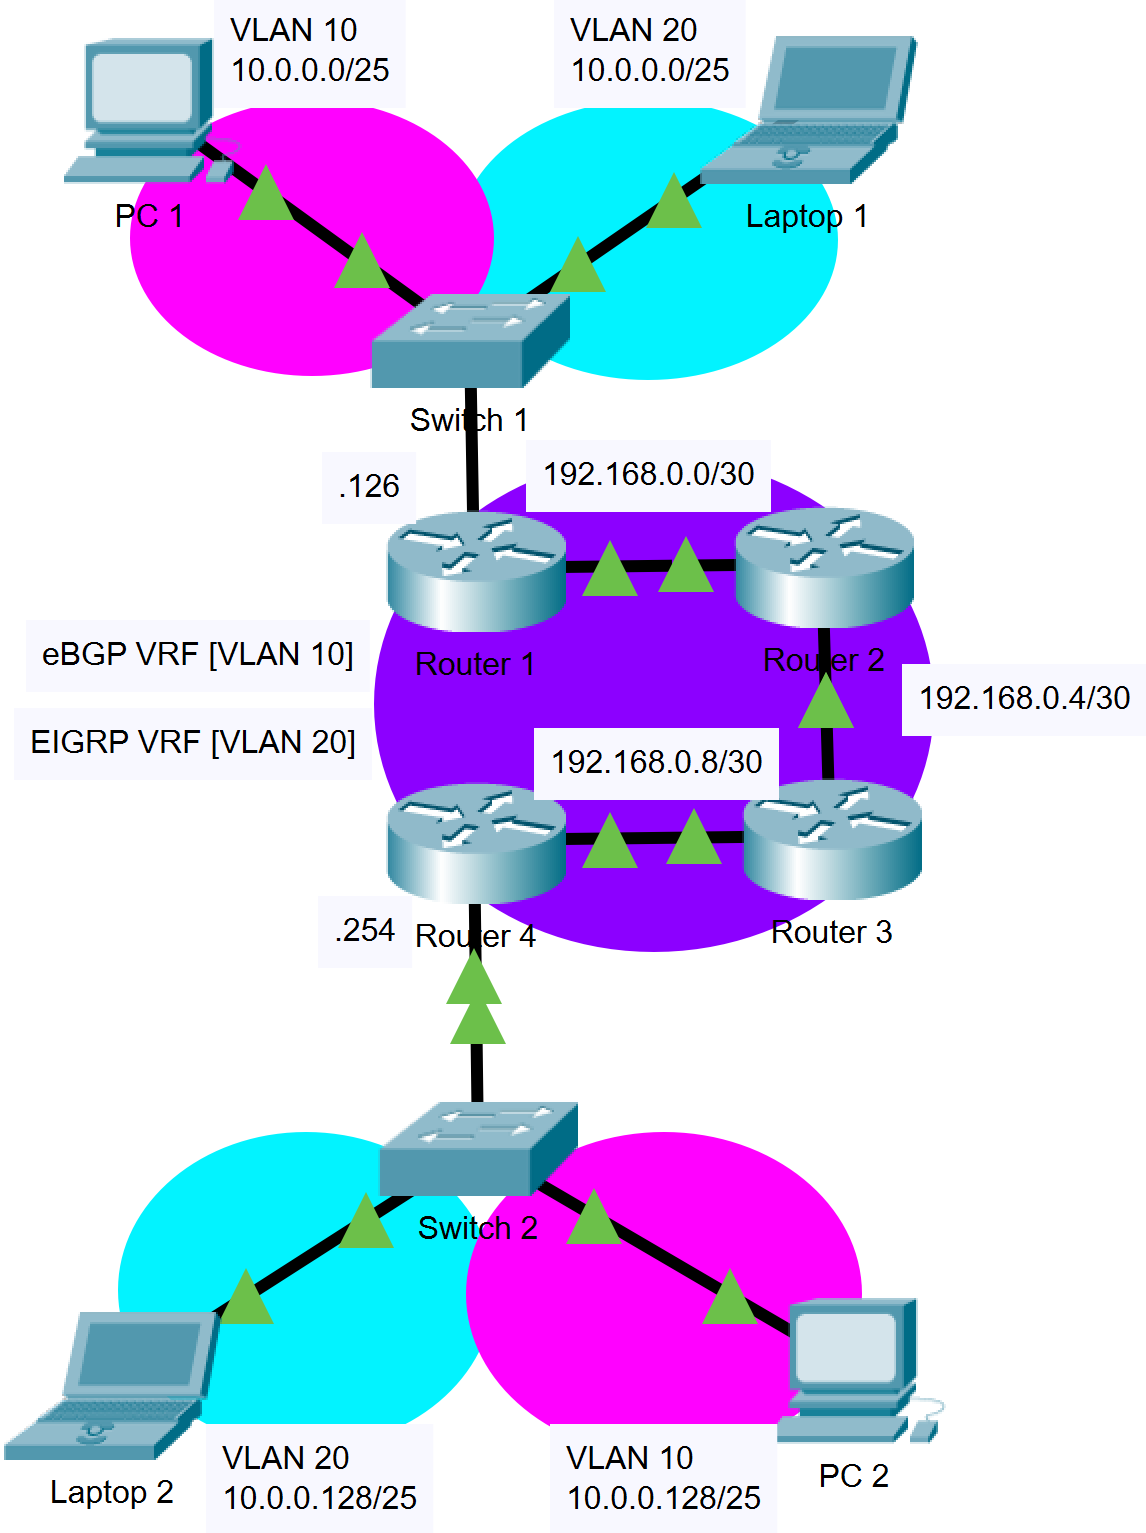 VLAN 10
10.0.0.0/25
VLAN 20
10.0.0.0/25
PC 1
Laptop 1
Switch 1
.126
192.168.0.0/30
Router 1
Router 2
eBGP VRF [VLAN 10]
192.168.0.4/30
EIGRP VRF [VLAN 20]
192.168.0.8/30
.254
Router 4
Router 3
Switch 2
Laptop 2
VLAN 20
10.0.0.128/25
VLAN 10
10.0.0.128/25
PC 2